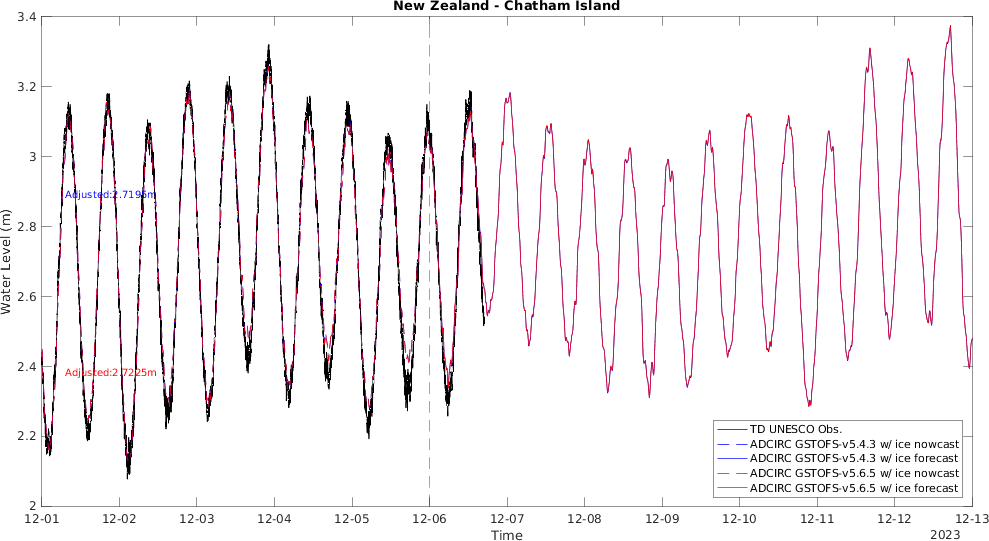 New Zealand - Chatham Island
3.4
3.2
3
2.8
2.6
2.4
2.2
2
Water Level (m)
Adjusted:2.7195m
Adjusted:2.7225m
TD UNESCO Obs.
ADCIRC GSTOFS-v5.4.3 w/ ice nowcast
ADCIRC GSTOFS-v5.4.3 w/ ice forecast
ADCIRC GSTOFS-v5.6.5 w/ ice nowcast
ADCIRC GSTOFS-v5.6.5 w/ ice forecast
12-01 12-02 12-03 12-04 12-05 12-06 12-07 12-08 12-09 12-10 12-11 12-12 12-13
Time
2023